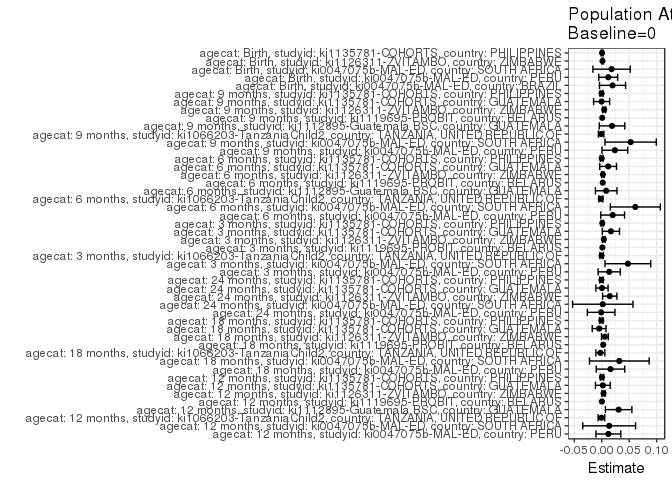 Population At
Baseline=0
agecat: Birth, studyid: ki1135781-COHORTS, country: PHILIPPINES
agecat: Birth, studyid: ki1126311-ZVITAMBO, country: ZIMBABWE
agecat: Birth, studyid: ki0047075b-MAL-ED, country: SOUTH AFRICA
agecat: Birth, studyid: ki0047075b-MAL-ED, country: PERU
agecat: Birth, studyid: ki0047075b-MAL-ED, country: BRAZIL
agecat: 9 months, studyid: ki1135781-COHORTS, country: PHILIPPINES
agecat: 9 months, studyid: ki1135781-COHORTS, country: GUATEMALA
agecat: 9 months, studyid: ki1126311-ZVITAMBO, country: ZIMBABWE
agecat: 9 months, studyid: ki1119695-PROBIT, country: BELARUS
agecat: 9 months, studyid: ki1112895-Guatemala BSC, country: GUATEMALA
agecat: 9 months, studyid: ki1066203-TanzaniaChild2, country: TANZANIA, UNITED REPUBLIC OF
agecat: 9 months, studyid: ki0047075b-MAL-ED, country: SOUTH AFRICA
agecat: 9 months, studyid: ki0047075b-MAL-ED, country: PERU
agecat: 6 months, studyid: ki1135781-COHORTS, country: PHILIPPINES
agecat: 6 months, studyid: ki1135781-COHORTS, country: GUATEMALA
agecat: 6 months, studyid: ki1126311-ZVITAMBO, country: ZIMBABWE
agecat: 6 months, studyid: ki1119695-PROBIT, country: BELARUS
agecat: 6 months, studyid: ki1112895-Guatemala BSC, country: GUATEMALA
agecat: 6 months, studyid: ki1066203-TanzaniaChild2, country: TANZANIA, UNITED REPUBLIC OF
agecat: 6 months, studyid: ki0047075b-MAL-ED, country: SOUTH AFRICA
agecat: 6 months, studyid: ki0047075b-MAL-ED, country: PERU
agecat: 3 months, studyid: ki1135781-COHORTS, country: PHILIPPINES
agecat: 3 months, studyid: ki1135781-COHORTS, country: GUATEMALA
agecat: 3 months, studyid: ki1126311-ZVITAMBO, country: ZIMBABWE
agecat: 3 months, studyid: ki1119695-PROBIT, country: BELARUS
agecat: 3 months, studyid: ki1066203-TanzaniaChild2, country: TANZANIA, UNITED REPUBLIC OF
agecat: 3 months, studyid: ki0047075b-MAL-ED, country: SOUTH AFRICA
agecat: 3 months, studyid: ki0047075b-MAL-ED, country: PERU
agecat: 24 months, studyid: ki1135781-COHORTS, country: PHILIPPINES
agecat: 24 months, studyid: ki1135781-COHORTS, country: GUATEMALA
agecat: 24 months, studyid: ki1126311-ZVITAMBO, country: ZIMBABWE
agecat: 24 months, studyid: ki0047075b-MAL-ED, country: SOUTH AFRICA
agecat: 24 months, studyid: ki0047075b-MAL-ED, country: PERU
agecat: 18 months, studyid: ki1135781-COHORTS, country: PHILIPPINES
agecat: 18 months, studyid: ki1135781-COHORTS, country: GUATEMALA
agecat: 18 months, studyid: ki1126311-ZVITAMBO, country: ZIMBABWE
agecat: 18 months, studyid: ki1119695-PROBIT, country: BELARUS
agecat: 18 months, studyid: ki1066203-TanzaniaChild2, country: TANZANIA, UNITED REPUBLIC OF
agecat: 18 months, studyid: ki0047075b-MAL-ED, country: SOUTH AFRICA
agecat: 18 months, studyid: ki0047075b-MAL-ED, country: PERU
agecat: 12 months, studyid: ki1135781-COHORTS, country: PHILIPPINES
agecat: 12 months, studyid: ki1135781-COHORTS, country: GUATEMALA
agecat: 12 months, studyid: ki1126311-ZVITAMBO, country: ZIMBABWE
agecat: 12 months, studyid: ki1119695-PROBIT, country: BELARUS
agecat: 12 months, studyid: ki1112895-Guatemala BSC, country: GUATEMALA
agecat: 12 months, studyid: ki1066203-TanzaniaChild2, country: TANZANIA, UNITED REPUBLIC OF
agecat: 12 months, studyid: ki0047075b-MAL-ED, country: SOUTH AFRICA
agecat: 12 months, studyid: ki0047075b-MAL-ED, country: PERU
-0.05 0.00 0.05 0.10
Estimate